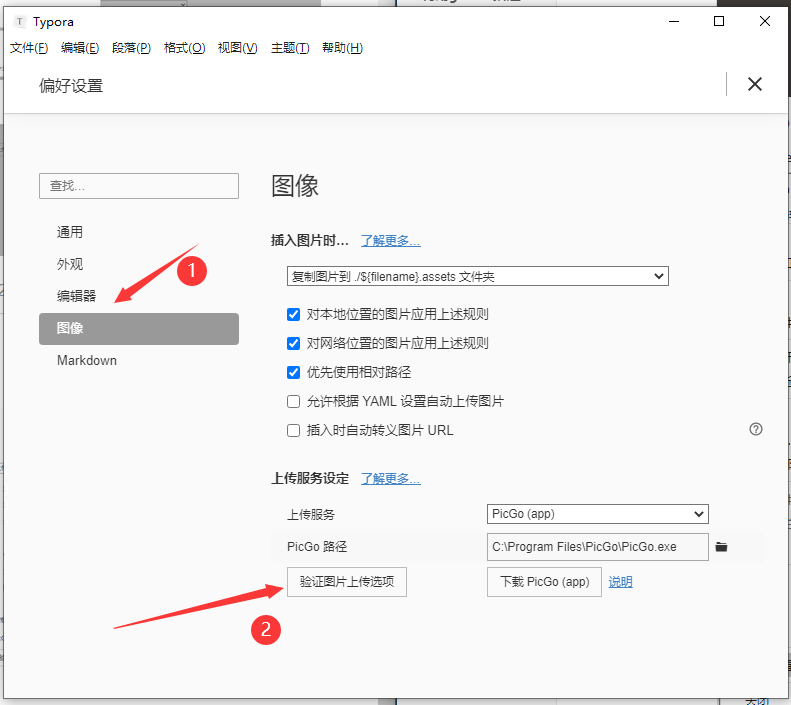 Typora
文件(F) 编辑(E) 段落(P) 格式(O) 视图(V) 主题(T) 帮助(H)
偏好设置
查找...
通用
外观
1
编辑器
图像
Markdown
图像
插入图片时... 了解更多...
复制图片到 ./${filename}.assets 文件夹
对本地位置的图片应用上述规则
对网络位置的图片应用上述规则
优先使用相对路径
允许根据 YAML 设置自动上传图片
插入时自动转义图片 URL
上传服务设定 了解更多...
上传服务 PicGo (app)
PicGo 路径 C:\Program Files\PicGo\PicGo.exe
验证图片上传选项 下载 PicGo (app) 说明
2